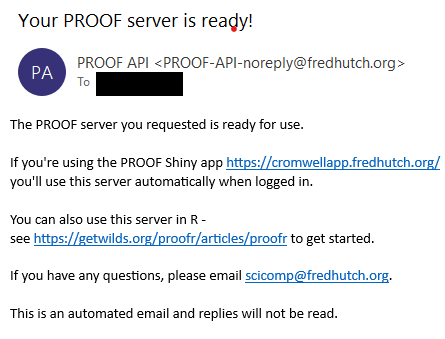 Your PROOF server is ready!
PA
PROOF API <PROOF-API-noreply@fredhutch.org>
To
The PROOF server you requested is ready for use.
If you're using the PROOF Shiny app https://cromwellapp.fredhutch.org/
you'll use this server automatically when logged in.
You can also use this server in R -
see https://getwilds.org/proofr/articles/proofr to get started.
If you have any questions, please email scicomp@fredhutch.org.
This is an automated email and replies will not be read.